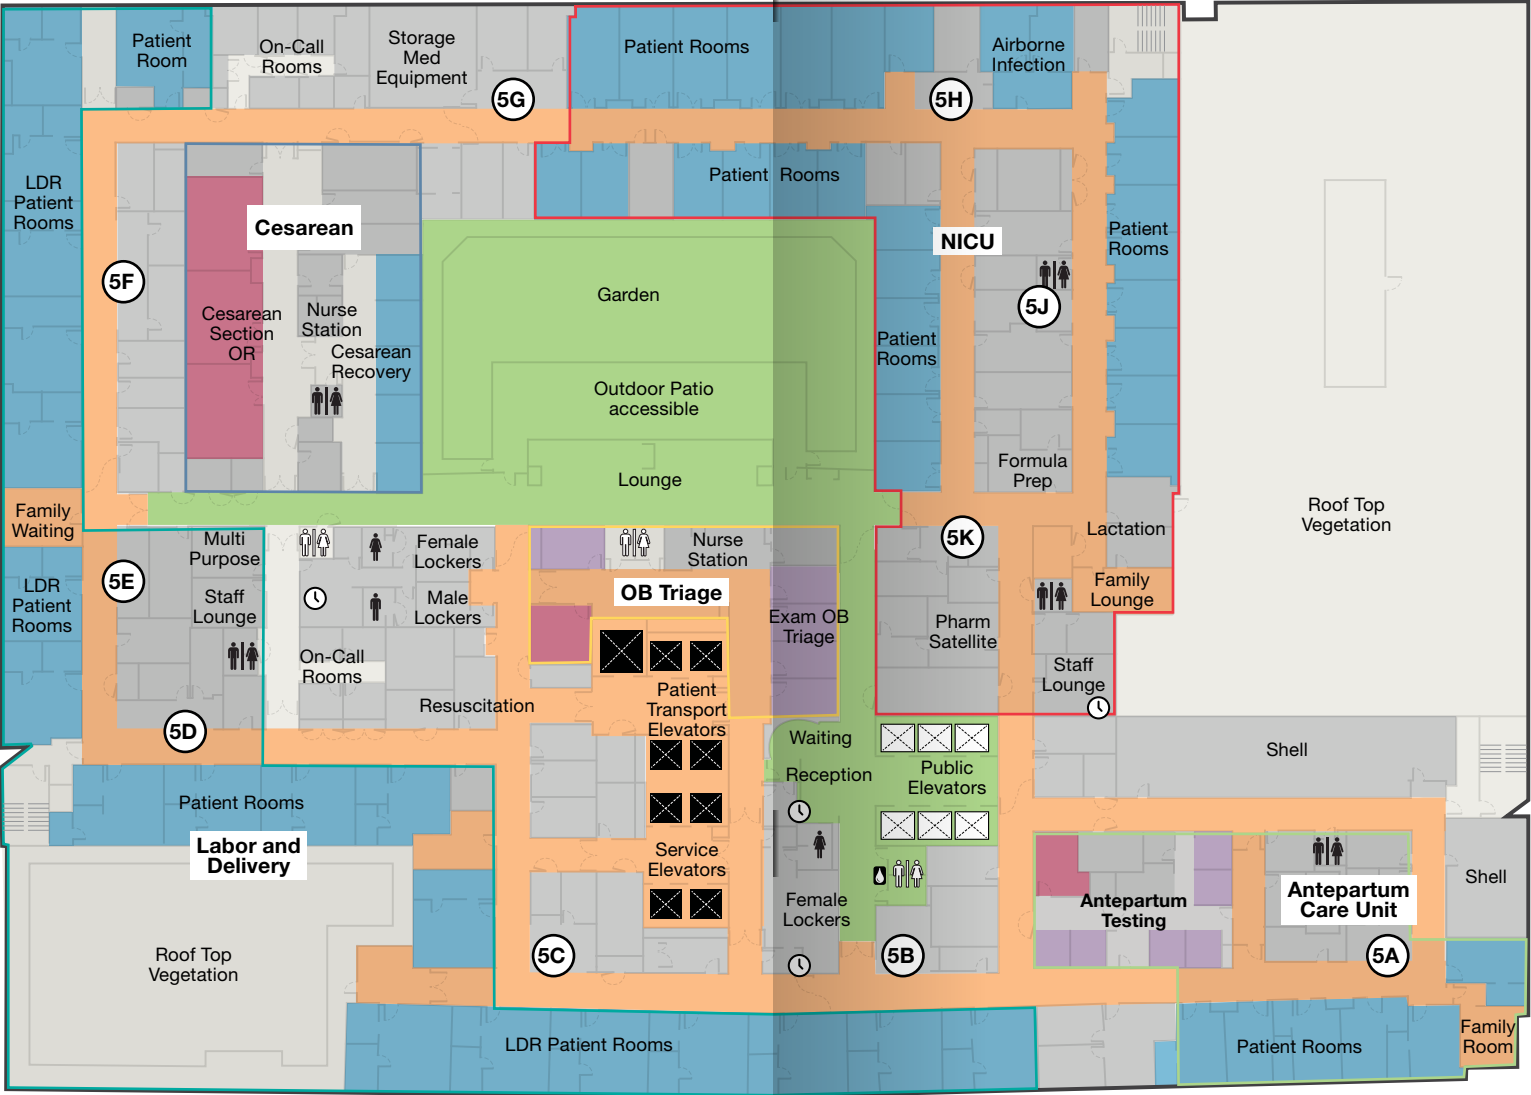 Patient
Room
On-Call
Rooms
Storage
Med
Equipment
5G
Patient Rooms
5H
Airborne
Infection
LDR
Patient
Rooms
Patient Rooms
Cesarean
NICU
Patient
Rooms
5F
Cesarean
Section
OR
Nurse
Station
Cesarean
Recovery
Garden
5J
Patient
Rooms
Outdoor Patio
accessible
Lounge
Formula
Prep
Roof Top
Vegetation
Family
Waiting
Multi
Purpose
Female
Lockers
Nurse
Station
5K
Lactation
5E
LDR
Patient
Rooms
Staff
Lounge
Male
Lockers
OB Triage
Exam OB
Triage
Pharm
Satellite
Family
Lounge
On-Call
Rooms
Resuscitation
Patient
Transport
Elevators
Staff
Lounge
5D
Waiting
Reception
Public
Elevators
Shell
Patient Rooms
Labor and
Delivery
Service
Elevators
Female
Lockers
Antepartum
Testing
Antepartum
Care Unit
Shell
Roof Top
Vegetation
5C
5B
5A
LDR Patient Rooms
Patient Rooms
Family
Room